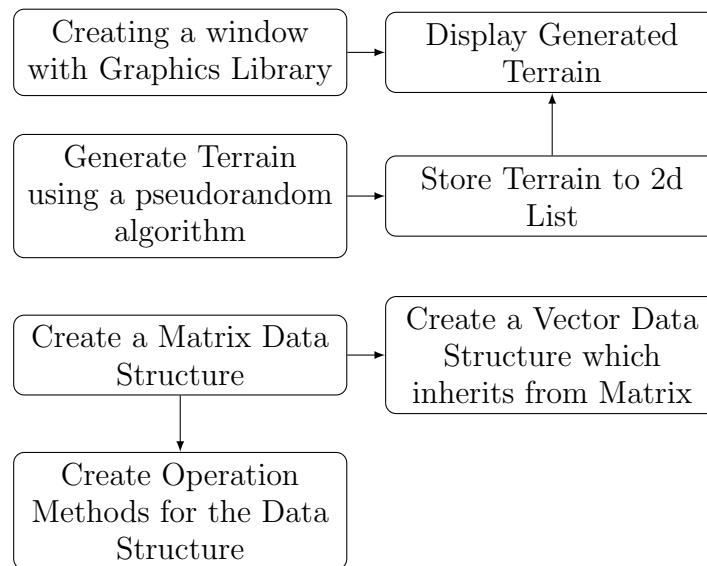 Creating a window
with Graphics Library
Display Generated
Terrain
Generate Terrain
using a pseudorandom
algorithm
Store Terrain to 2d
List
Create a Matrix Data
Structure
Create a Vector Data
Structure which
inherits from Matrix
Create Operation
Methods for the Data
Structure